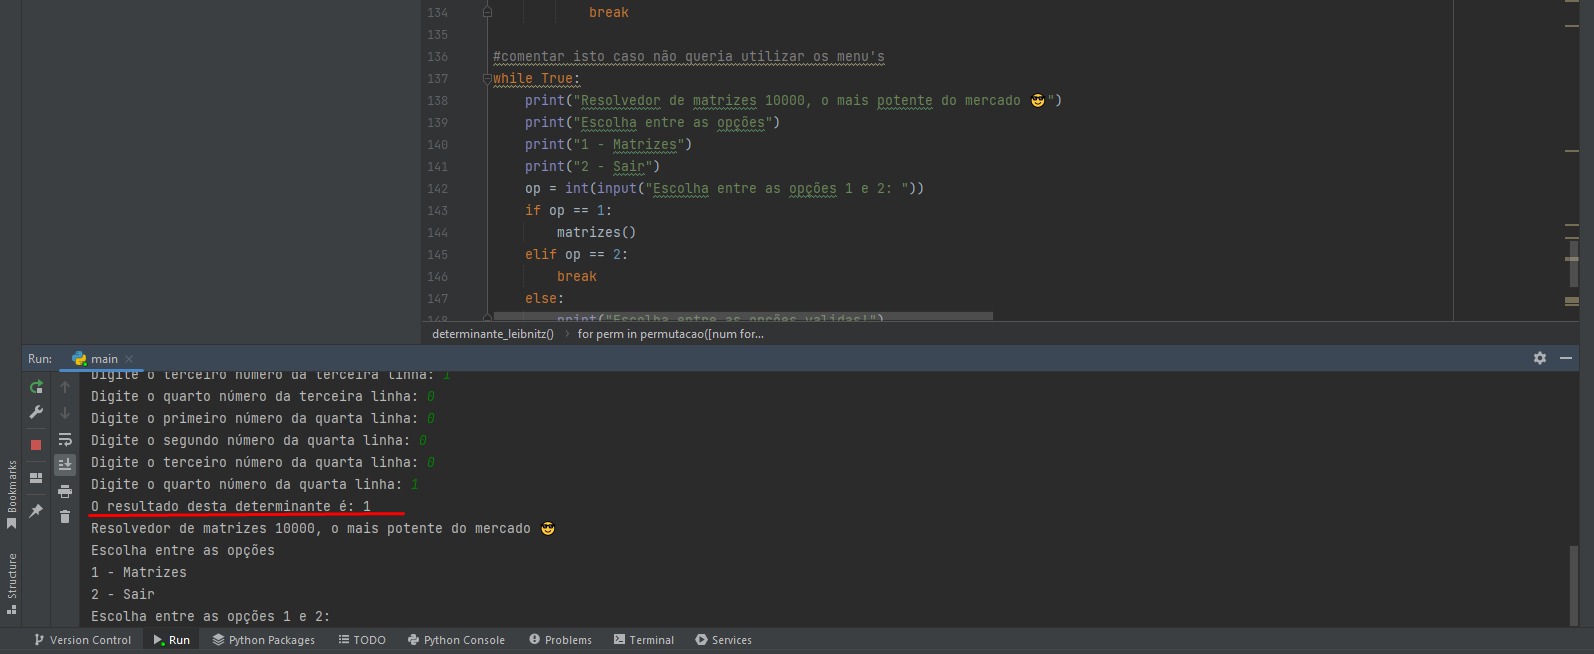 134 break
135
136 #comentar isto caso não queria utilizar os menu's
137 while True:
138 print("Resolvedor de matrizes 10000, o mais potente do mercado 😎")
139 print("Escolha entre as opções")
140 print("1 - Matrizes")
141 print("2 - Sair")
142 op = int(input("Escolha entre as opções 1 e 2: "))
143 if op == 1:
144 matrizes()
145 elif op == 2:
146 break
147 else:
148 print("Escolha entre as opções validas!")
determinante_leibnitz() › for perm in permutacao([num for...
Run: main
Digite o terceiro número da terceira linha: 1
Digite o quarto número da terceira linha: 0
Digite o primeiro número da quarta linha: 0
Digite o segundo número da quarta linha: 0
Digite o terceiro número da quarta linha: 0
Digite o quarto número da quarta linha: 1
O resultado desta determinante é: 1
Resolvedor de matrizes 10000, o mais potente do mercado 😎
Escolha entre as opções
1 - Matrizes
2 - Sair
Escolha entre as opções 1 e 2:
Bookmarks
Structure
Version Control Run Python Packages TODO Python Console Problems Terminal Services